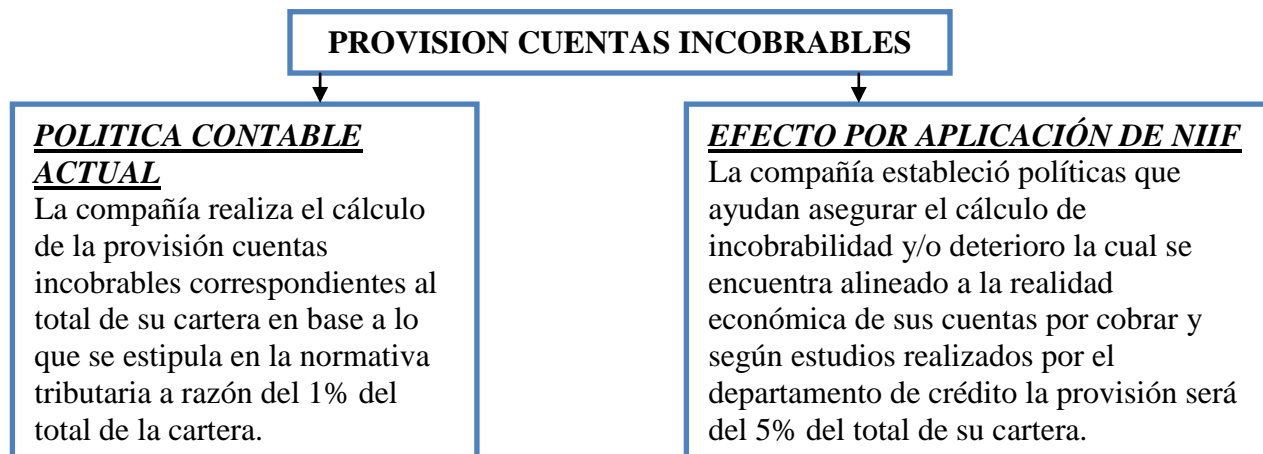 PROVISION CUENTAS INCOBRABLES
POLITICA CONTABLE
ACTUAL
La compañía realiza el cálculo
de la provisión cuentas
incobrables correspondientes al
total de su cartera en base a lo
que se estipula en la normativa
tributaria a razón del 1% del
total de la cartera.
EFECTO POR APLICACIÓN DE NIIF
La compañía estableció políticas que
ayudan asegurar el cálculo de
incobrabilidad y/o deterioro la cual se
encuentra alineado a la realidad
económica de sus cuentas por cobrar y
según estudios realizados por el
departamento de crédito la provisión será
del 5% del total de su cartera.